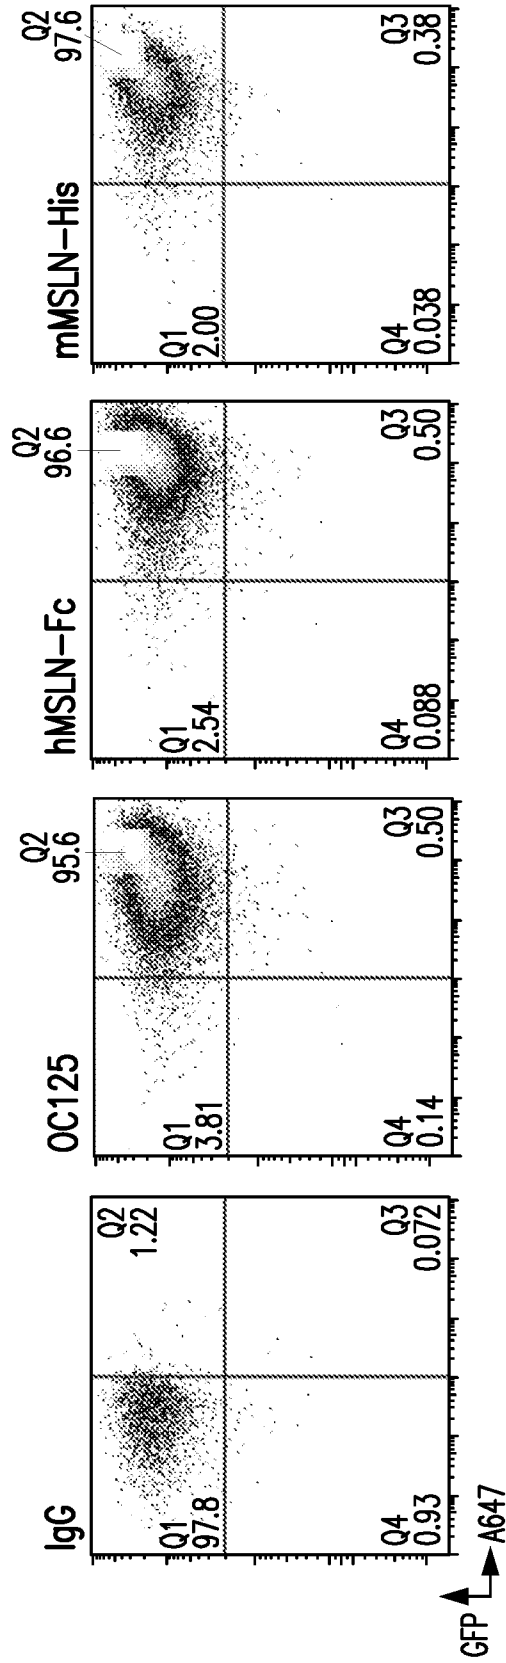 IgG
Q1
97.8
Q2
1.22
Q4
0.93
Q3
0.072
OC125
Q2
95.6
Q1
3.81
Q4
0.14
Q3
0.50
hMSLN-Fc
Q2
96.6
Q1
2.54
Q4
0.088
Q3
0.50
mMSLN-His
Q2
97.6
Q1
2.00
Q4
0.038
Q3
0.38
GFP
A647